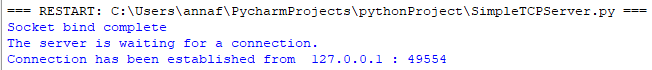 === RESTART: C:\Users\annaf\PycharmProjects\pythonProject\SimpleTCPServer.py ===
Socket bind complete
The server is waiting for a connection.
Connection has been established from  127.0.0.1 : 49554